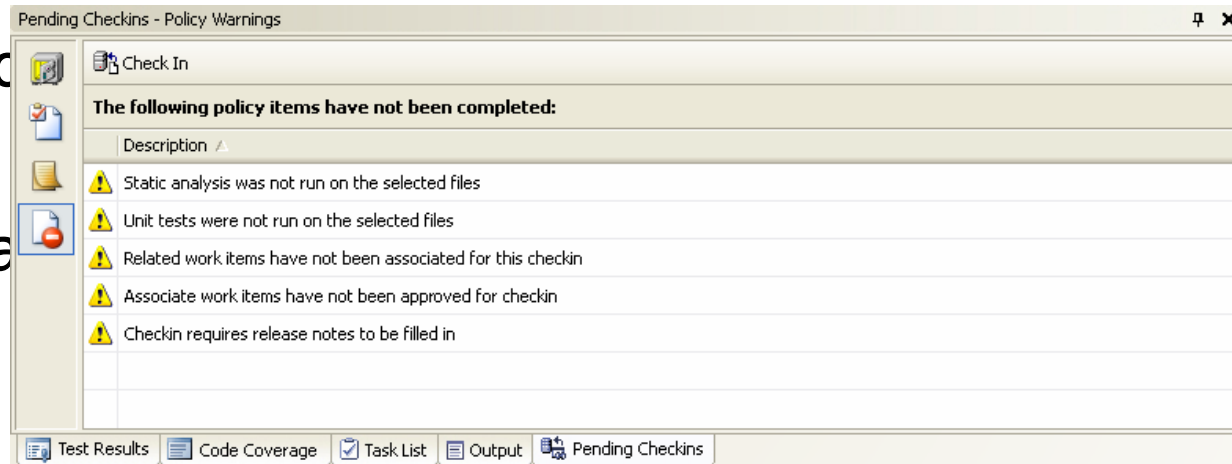 Pending Checkins - Policy Warnings
Check In
The following policy items have not been completed:
Description
Static analysis was not run on the selected files
Unit tests were not run on the selected files
Related work items have not been associated for this checkin
Associate work items have not been approved for checkin
Checkin requires release notes to be filled in
Test Results Code Coverage Task List Output Pending Checkins